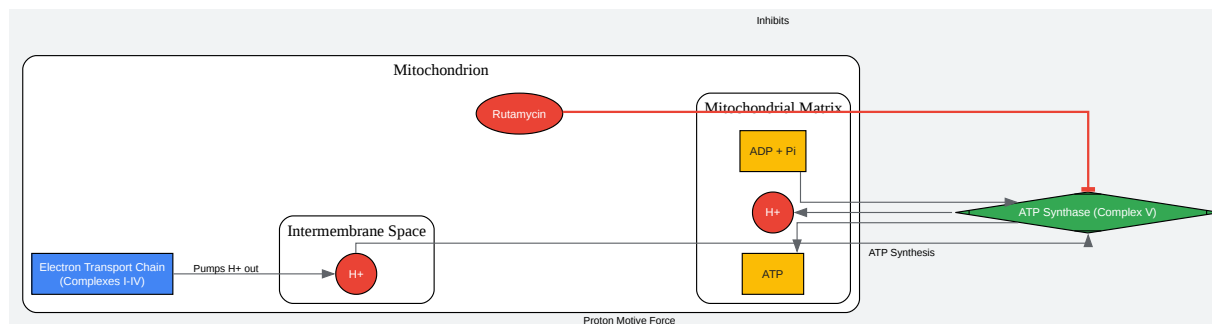 Inhibits
Mitochondrion
Mitochondrial Matrix
Rutamycin
ADP + Pi
H+
ATP Synthase (Complex V)
Intermembrane Space
ATP Synthesis
Electron Transport Chain
(Complexes I-IV)
Pumps H+ out
H+
ATP
Proton Motive Force